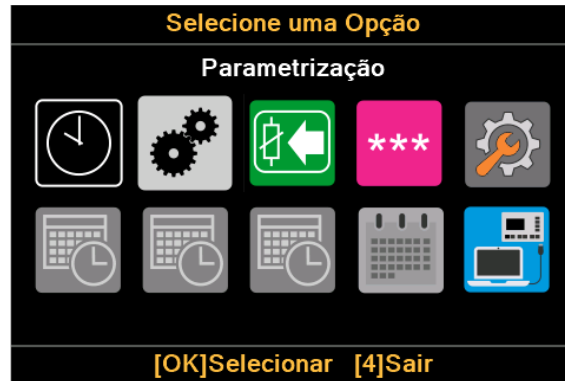 Selecione uma Opção
Parametrização
***
[OK]Selecionar [4]Sair